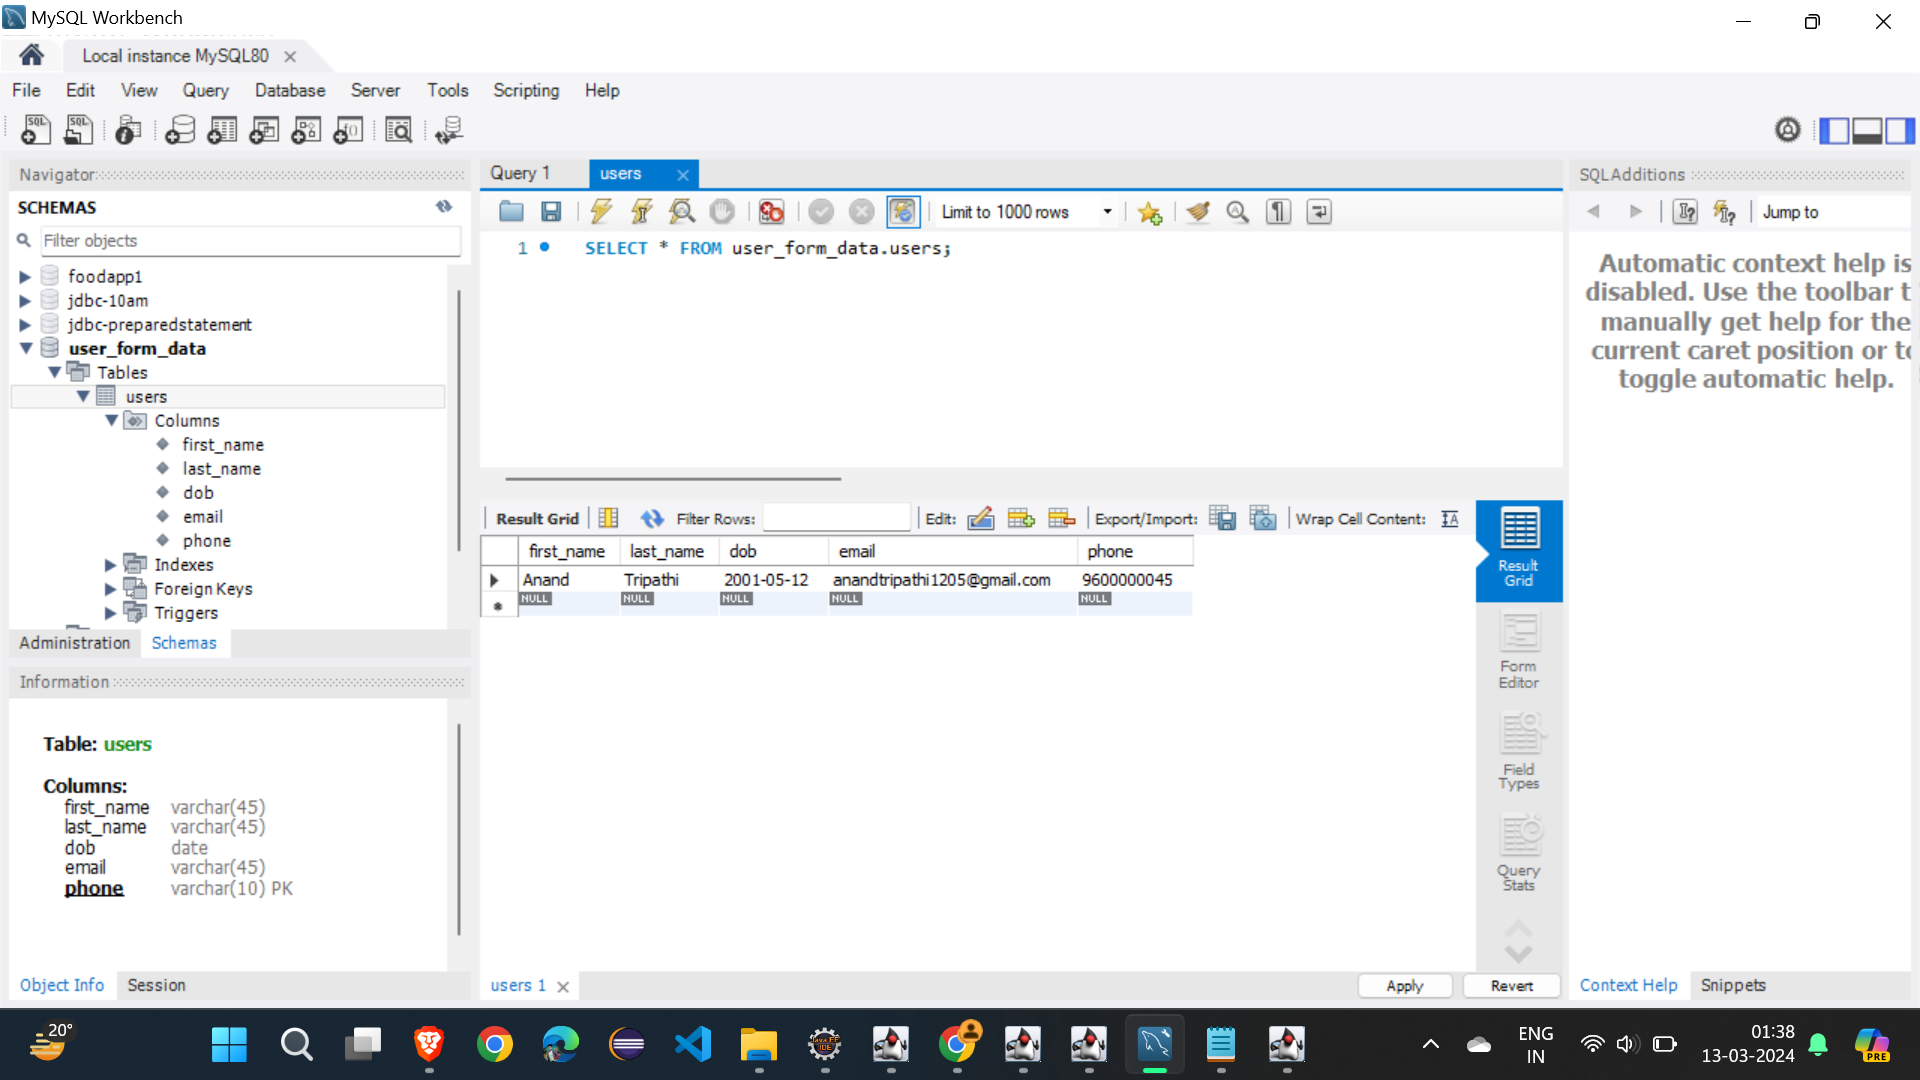 MySQL Workbench
Local instance MySQL80
File Edit View Query Database Server Tools Scripting Help
Navigator
SCHEMAS
Filter objects
foodapp1
jdbc-10am
jdbc-preparedstatement
user_form_data
Tables
users
Columns
first_name
last_name
dob
email
phone
Indexes
Foreign Keys
Triggers
Administration Schemas
Information
Table: users
Columns:
first_name varchar(45)
last_name varchar(45)
dob date
email varchar(45)
phone varchar(10) PK
Object Info Session
Query 1 users
Limit to 1000 rows
1 SELECT * FROM user_form_data.users;
Result Grid Filter Rows: Edit: Export/Import: Wrap Cell Content:
first_name last_name dob email phone
Anand Tripathi 2001-05-12 anandtripathi1205@gmail.com 9600000045
NULL NULL NULL NULL NULL
Result
Grid
Form
Editor
Field
Types
Query
Stats
users 1 Apply Revert
SQLAdditions
Jump to
Automatic context help is
disabled. Use the toolbar t
manually get help for the
current caret position or to
toggle automatic help.
Context Help Snippets
20°
ENG
IN
01:38
13-03-2024
PRE